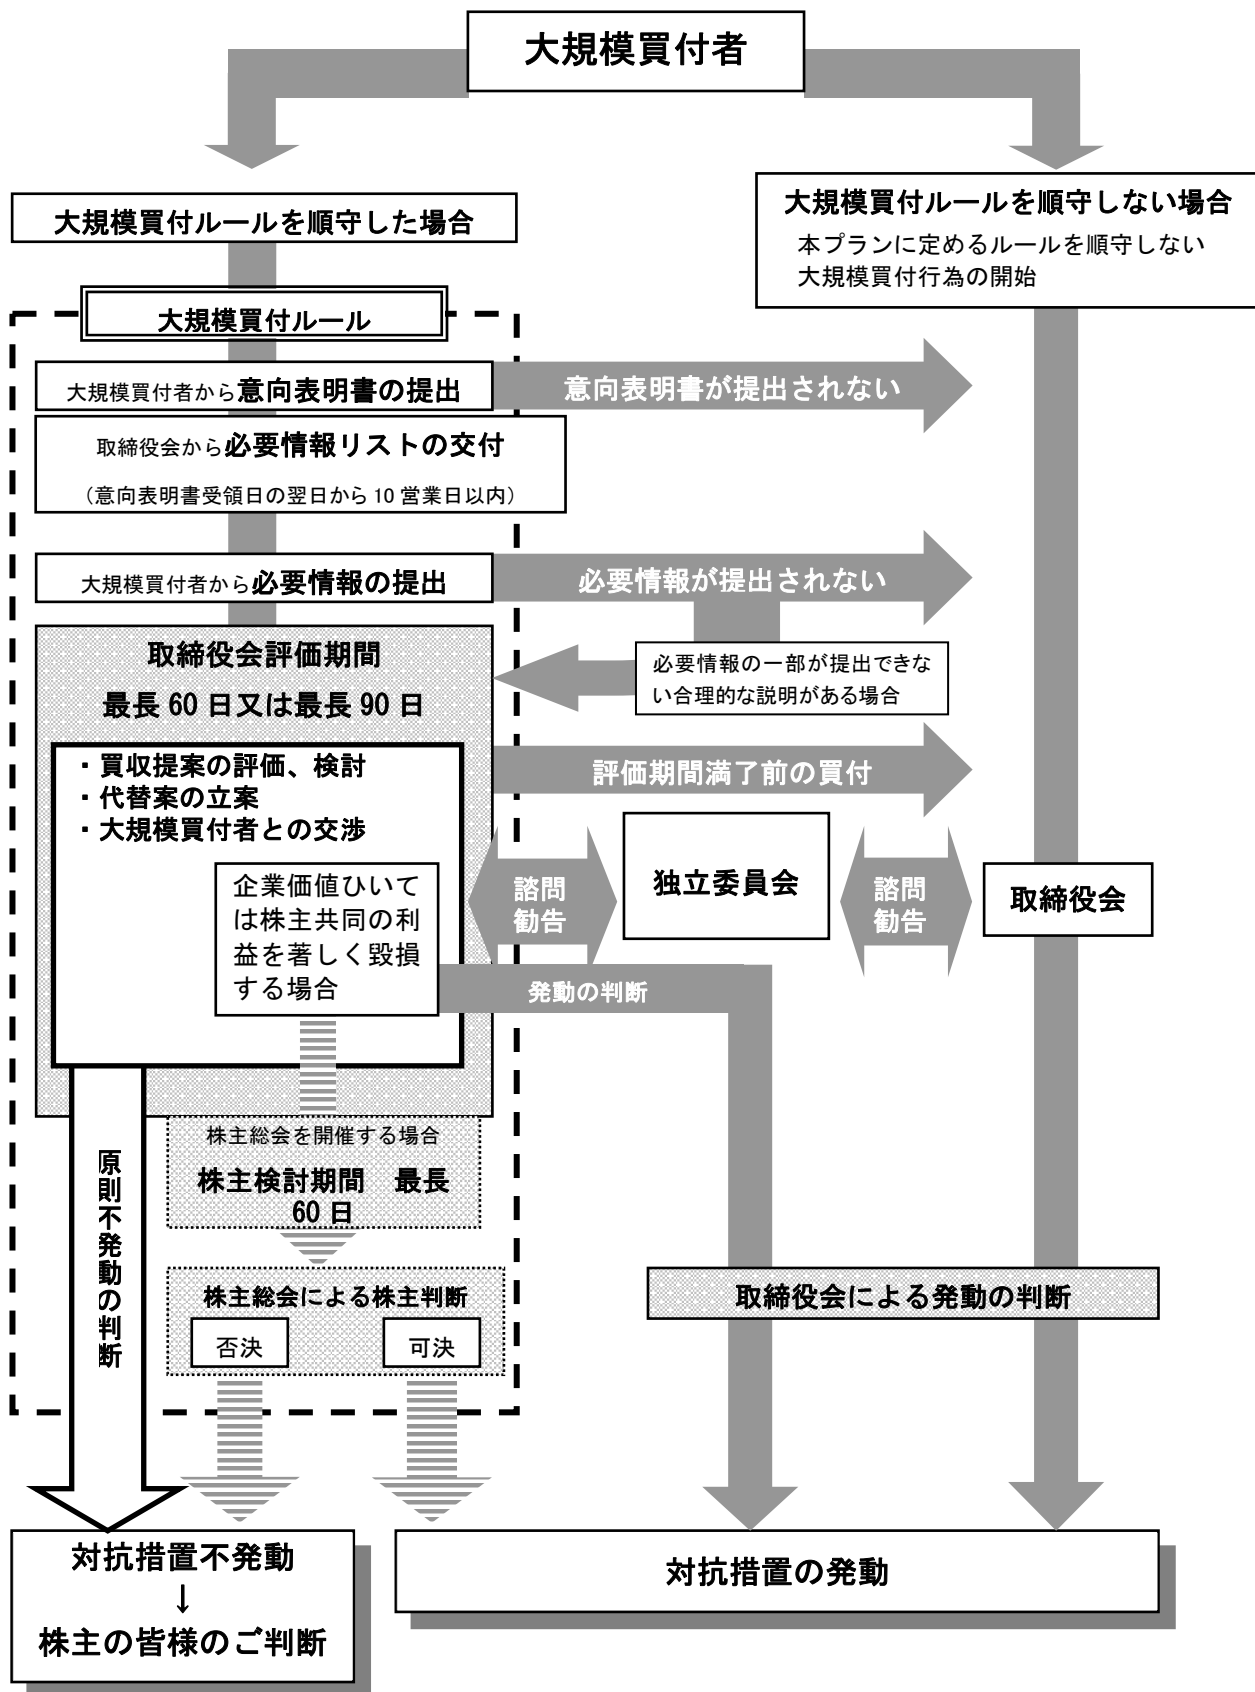 大規模買付者
大規模買付ルールを順守した場合
大規模買付ルールを順守しない場合
本プランに定めるルールを順守しない
大規模買付行為の開始
大規模買付ルール
大規模買付者から意向表明書の提出
意向表明書が提出されない
取締役会から必要情報リストの交付
（意向表明書受領日の翌日から 10 営業日以内）
大規模買付者から必要情報の提出
必要情報が提出されない
取締役会評価期間
最長 60 日又は最長 90 日
必要情報の一部が提出できな
い合理的な説明がある場合
・買収提案の評価、検討
・代替案の立案
・大規模買付者との交渉
評価期間満了前の買付
企業価値ひいて
は株主共同の利
益を著しく毀損
する場合
諮問
勧告
独立委員会
諮問
勧告
取締役会
発動の判断
原則不発動の判断
株主総会を開催する場合
株主検討期間　最長
60 日
株主総会による株主判断
否決
可決
取締役会による発動の判断
対抗措置不発動
↓
株主の皆様のご判断
対抗措置の発動